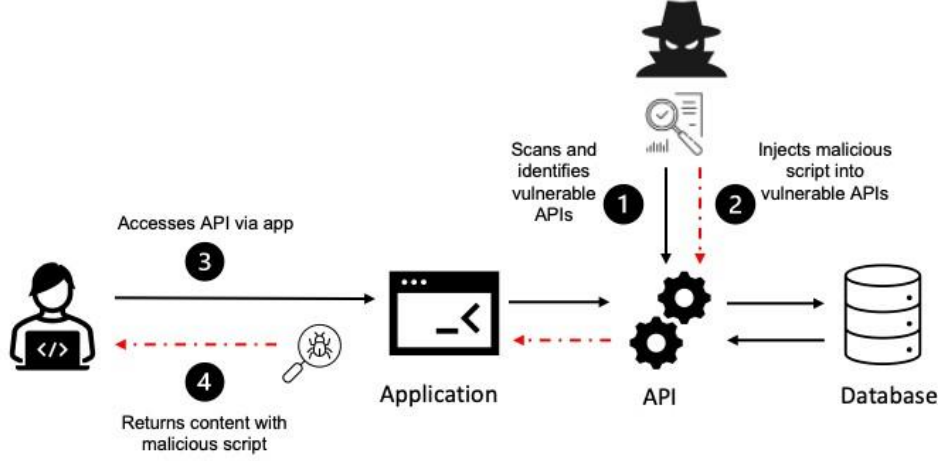 Scans and
identifies
vulnerable
APIs
1
2
Injects malicious
script into
vulnerable APIs
Accesses API via app
3
</>
4
Returns content with
malicious script
Application
API
Database